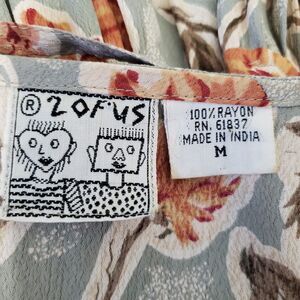 ® 2 OF US
100% RAYON
RN. 61837
MADE IN INDIA
M